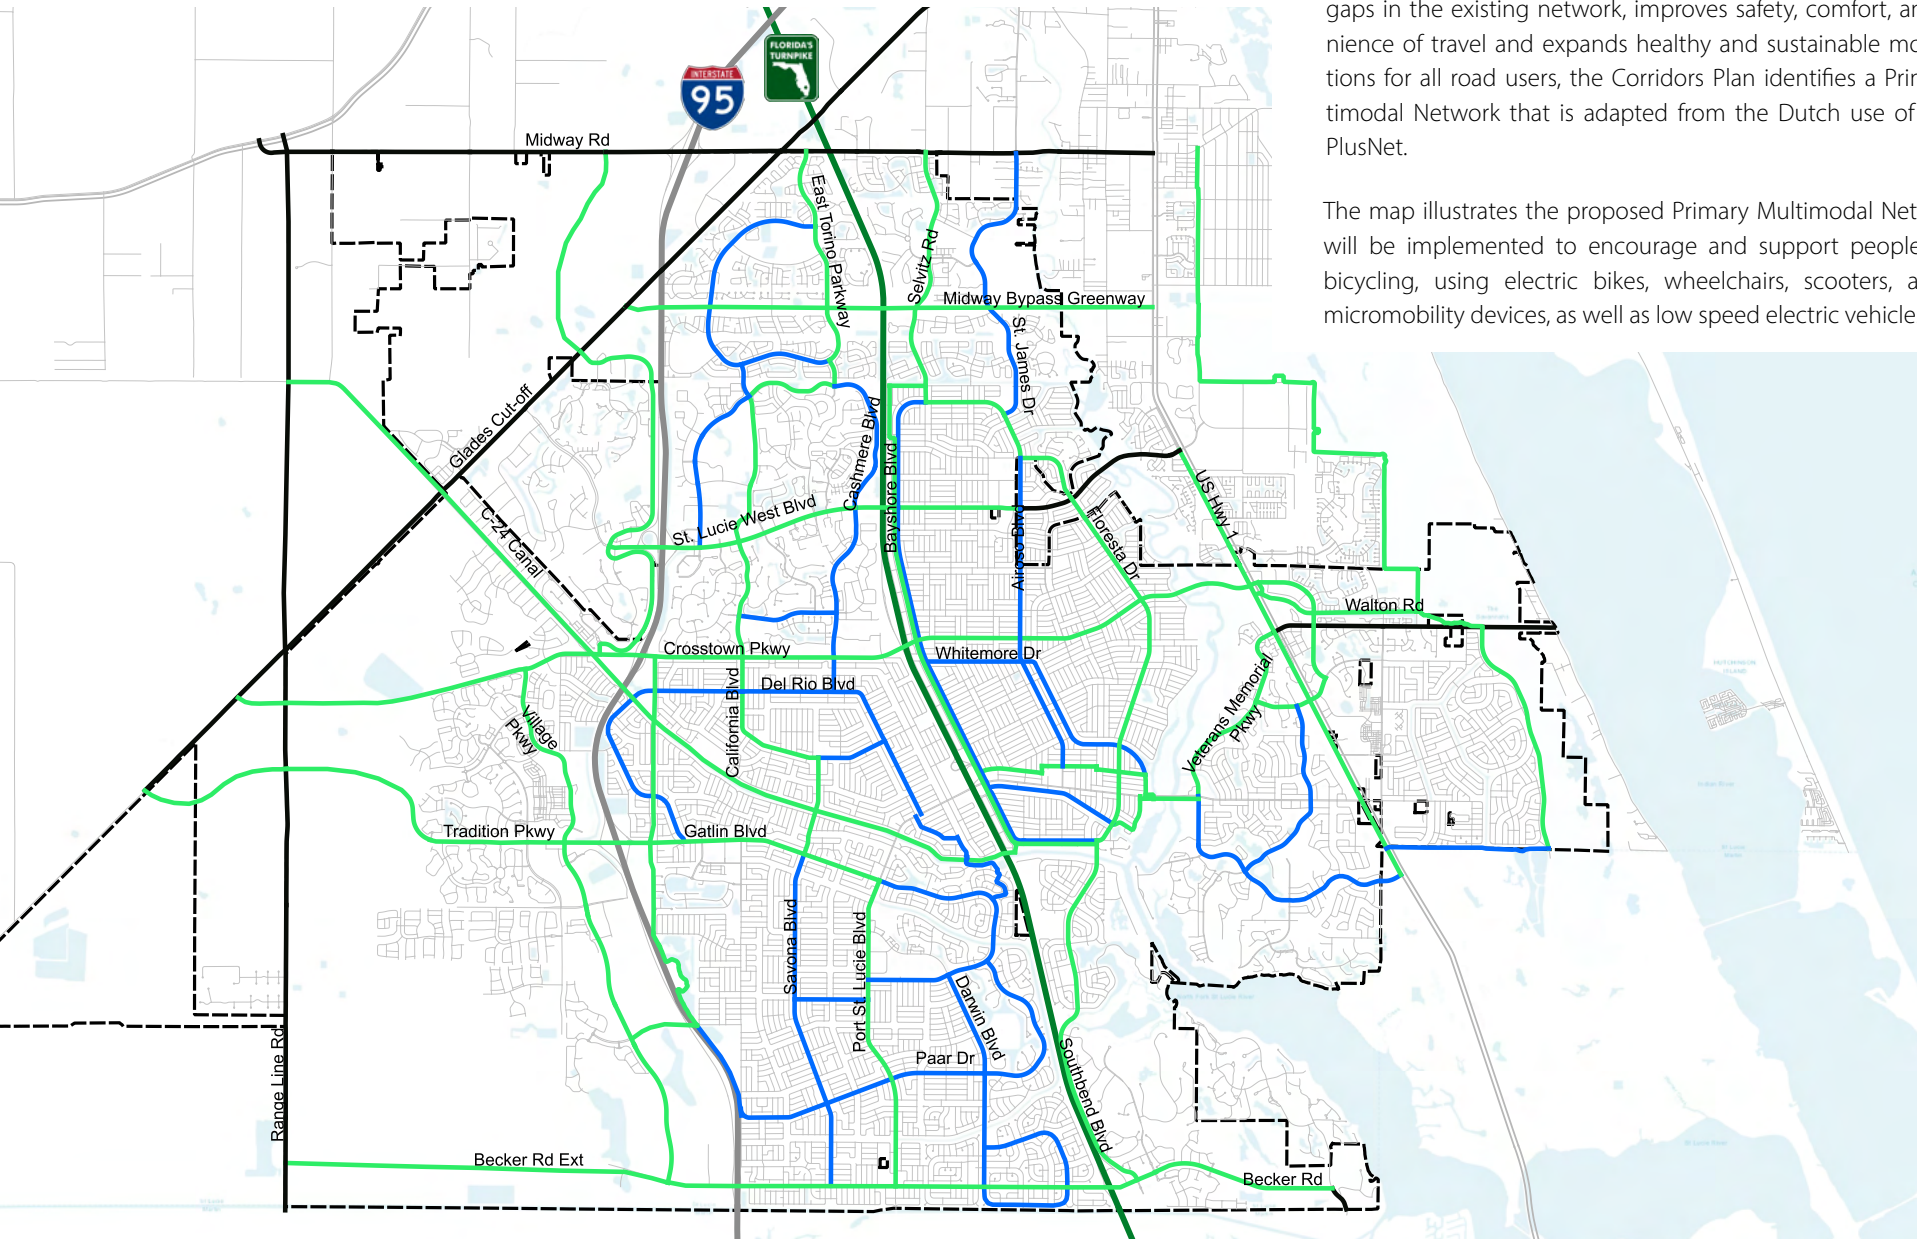 gaps in the existing network, improves safety, comfort, an
nience of travel and expands healthy and sustainable mo
tions for all road users, the Corridors Plan identifies a Prin
timodal Network that is adapted from the Dutch use of
PlusNet.
The map illustrates the proposed Primary Multimodal Net
will be implemented to encourage and support people
bicycling, using electric bikes, wheelchairs, scooters, a
micromobility devices, as well as low speed electric vehicle
FLORIDA'S
TURNPIKE
INTERSTATE
95
Midway Rd
East Torino Parkway
Selvitz Rd
Midway Bypass Greenway
St. James Dr
Glades Cut-off
Cashmere Blvd
Bayshore Blvd
C-24 Canal
St. Lucie West Blvd
Airoso Blvd
Floresta Dr
US Hwy 1
Walton Rd
Crosstown Pkwy
Whitemore Dr
Del Rio Blvd
California Blvd
Village
Pkwy
Veterans Memorial
Pkwy
Tradition Pkwy
Gatlin Blvd
Savona Blvd
Port St. Lucie Blvd
Darwin Blvd
Paar Dr
Southbend Blvd
Range Line Rd
Becker Rd Ext
Becker Rd